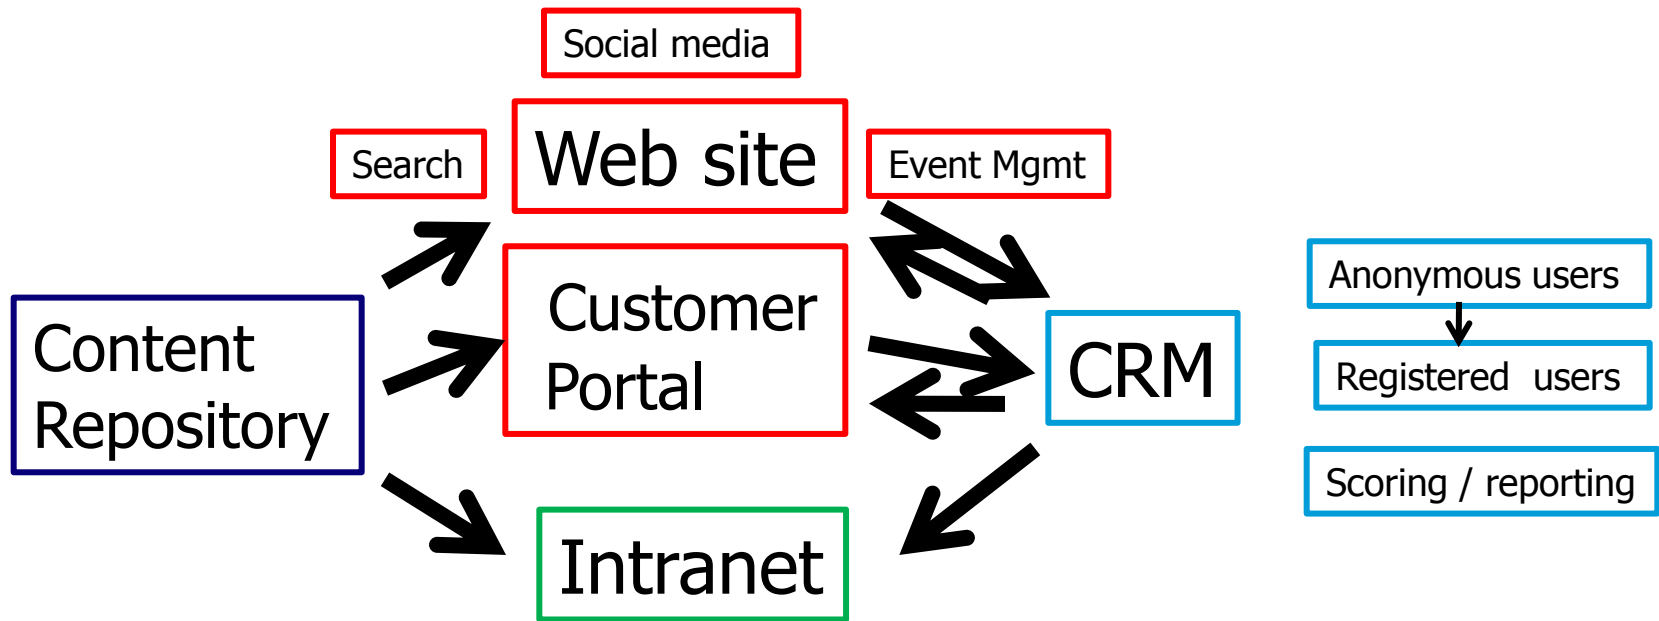 Social media
Search
Web site
Event Mgmt
Content
Repository
Customer
Portal
CRM
Anonymous users
Registered users
Scoring / reporting
Intranet